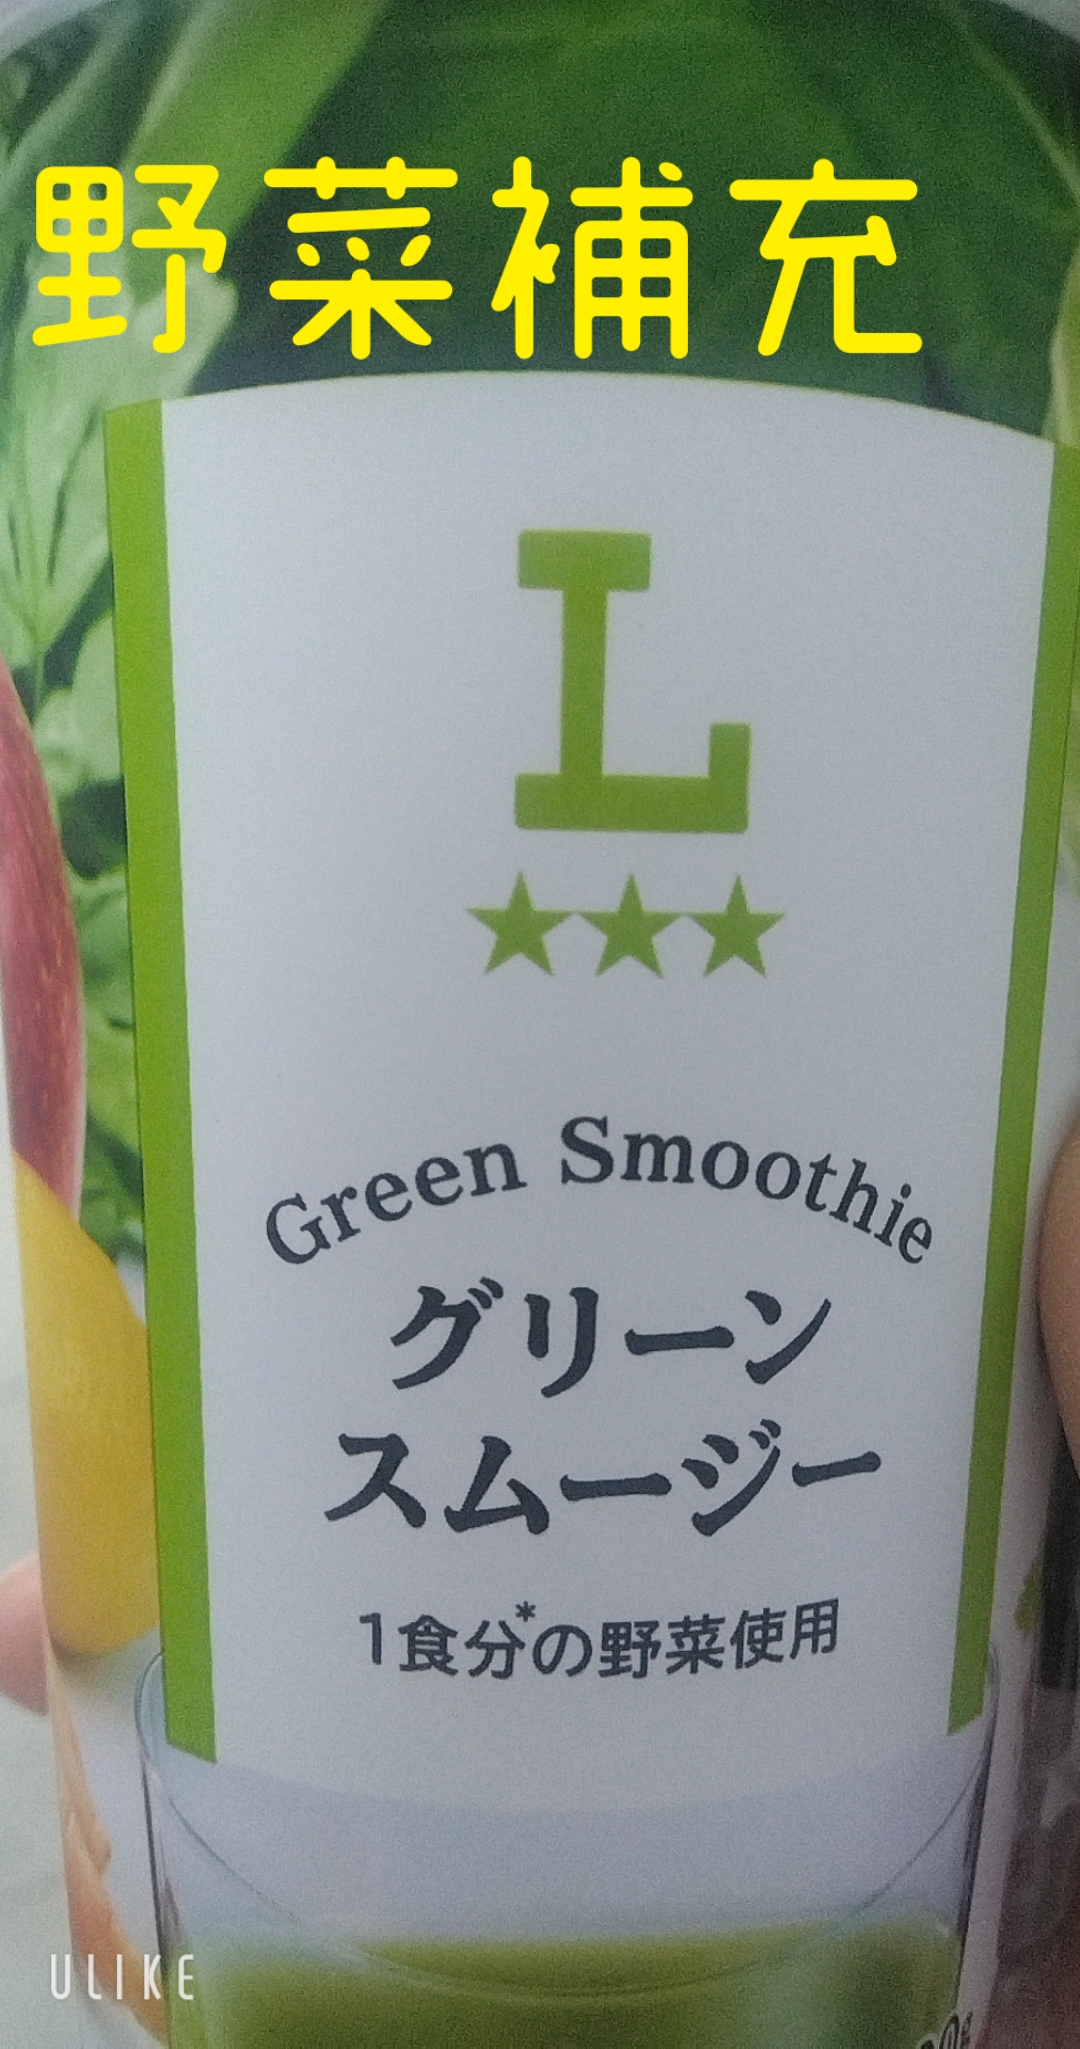 野菜補充
L
★★★
Green Smoothie
グリーン
スムージー
1食分*の野菜使用
ULIKE